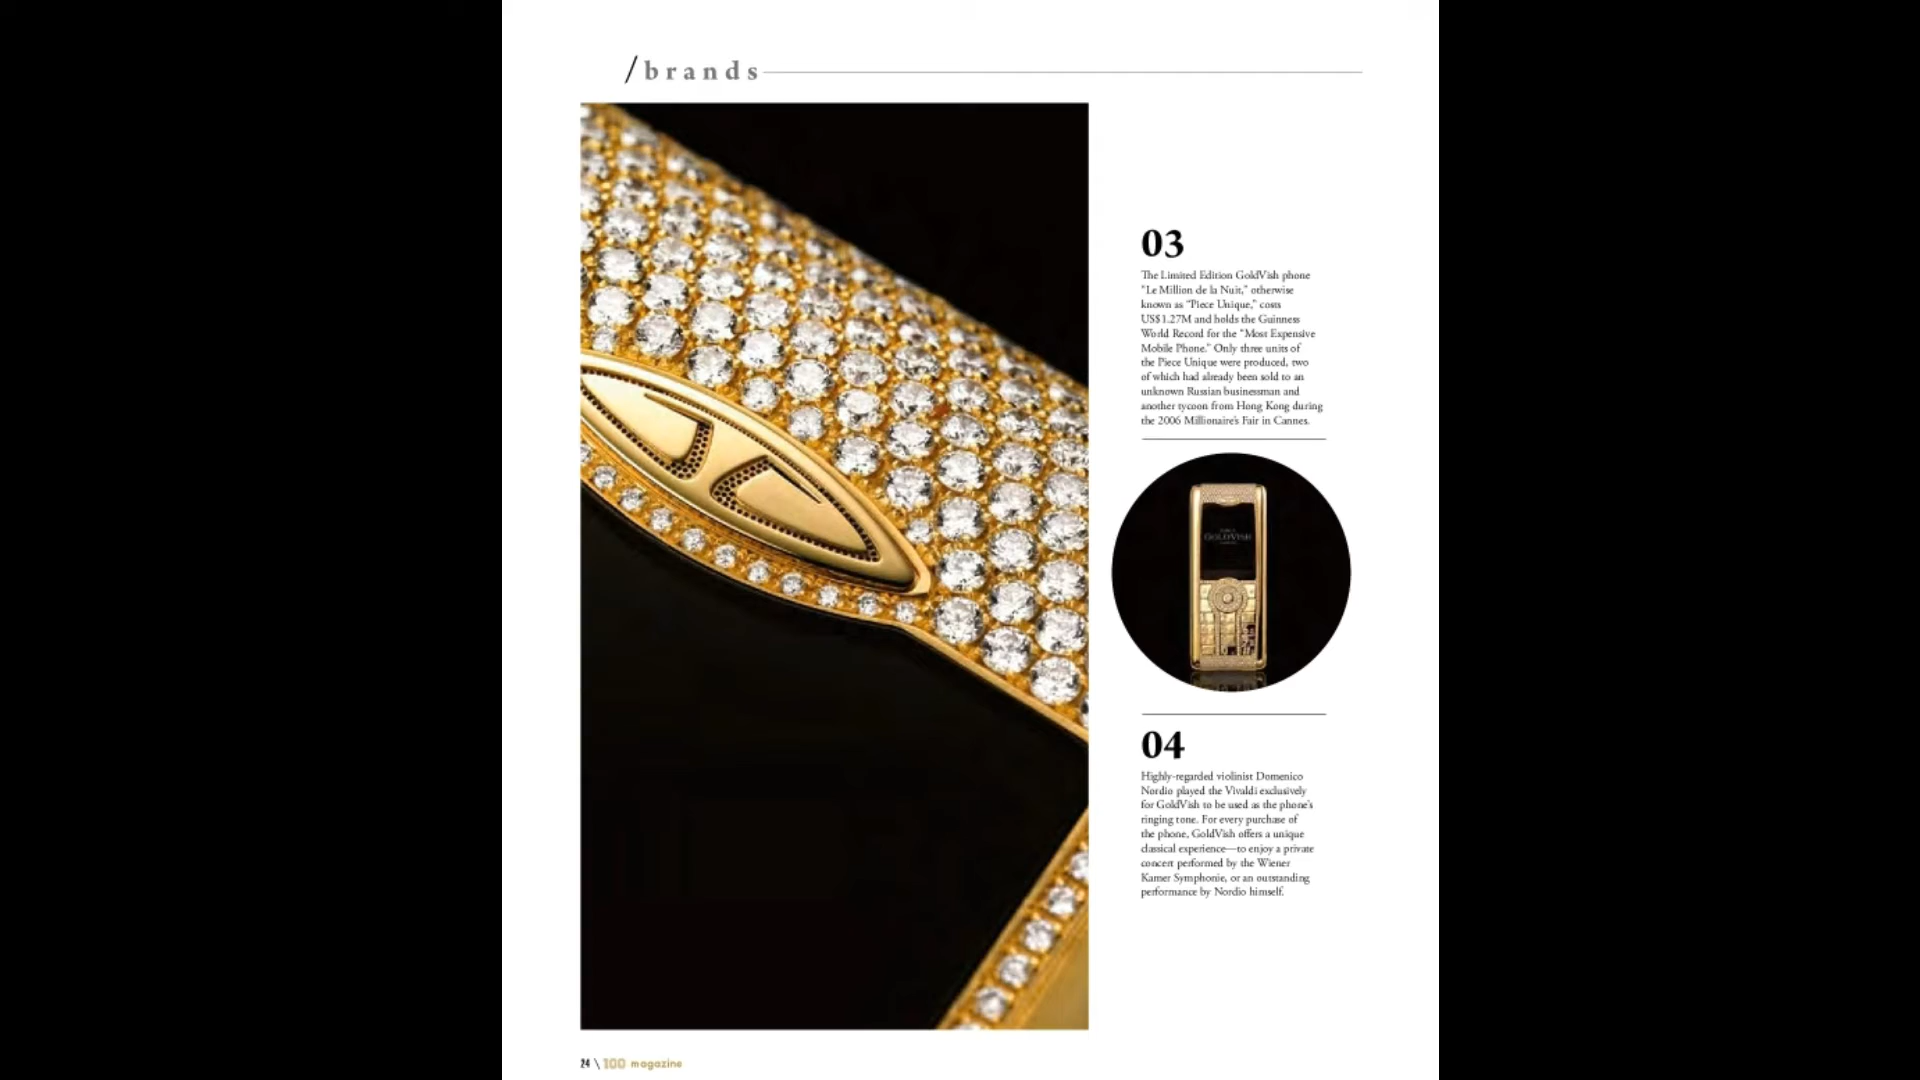 /brands
03
The Limited Edition GoldVish phone
"Le Million de la Nuit," otherwise
known as "Piece Unique," costs
US$1.27M and holds the Guinness
World Record for the "Most Expensive
Mobile Phone." Only three units of
the Piece Unique were produced, two
of which had already been sold to an
unknown Russian businessman and
another tycoon from Hong Kong during
the 2006 Millionaire's Fair in Cannes.
GOLDVISH
04
Highly-regarded violinist Domenico
Nordio played the Vivaldi exclusively
for GoldVish to be used as the phone's
ringing tone. For every purchase of
the phone, GoldVish offers a unique
classical experience—to enjoy a private
concert performed by the Wiener
Kamer Symphonie, or an outstanding
performance by Nordio himself.
24 \ 100 magazine